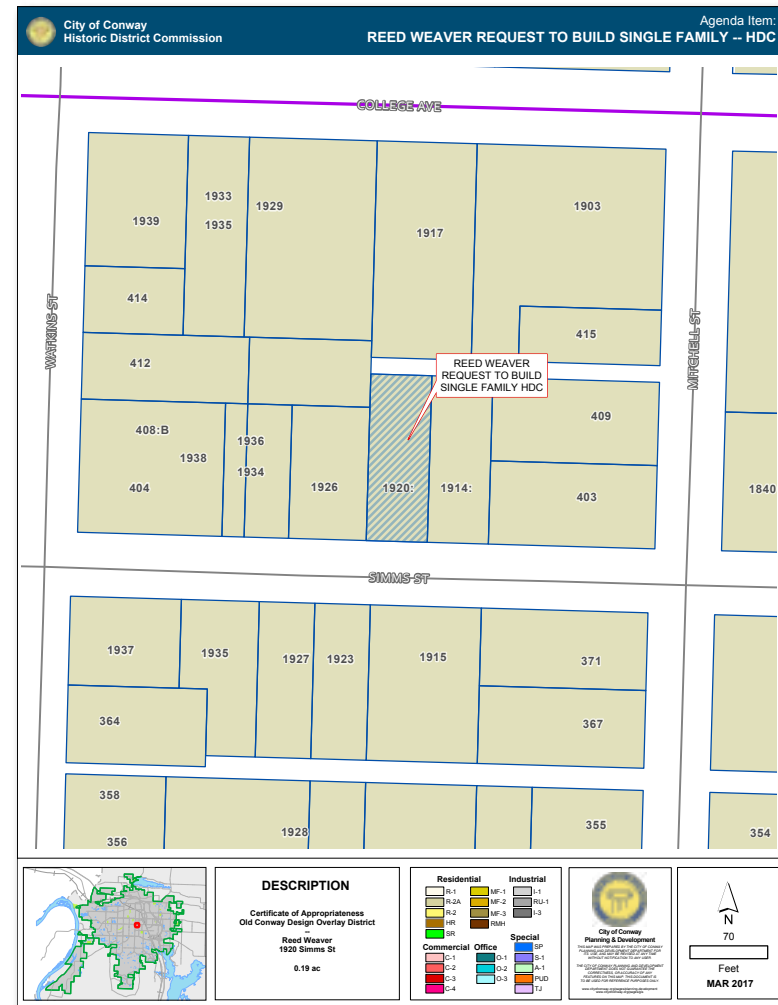 City of Conway
Historic District Commission
Agenda Item:
REED WEAVER REQUEST TO BUILD SINGLE FAMILY -- HDC
COLLEGE AVE
WATKINS ST
MITCHELL ST
1933
1935
1929
1903
1939
1917
414
415
412
REED WEAVER
REQUEST TO BUILD
SINGLE FAMILY HDC
409
408:B
1936
1938
1934
404
1926
1920:
1914:
403
1840
SIMMS ST
1937
1935
1927
1923
1915
371
364
367
358
356
1928
355
354
DESCRIPTION
Certificate of Appropriateness
Old Conway Design Overlay District
--
Reed Weaver
1920 Simms St
0.19 ac
Residential
R-1
R-2A
R-2
HR
SR
MF-1
MF-2
MF-3
RMH
Industrial
I-1
RU-1
I-3
Commercial
C-1
C-2
C-3
C-4
Office
O-1
O-2
O-3
Special
SP
S-1
A-1
PUD
TJ
City of Conway
Planning & Development
N
70
Feet
MAR 2017